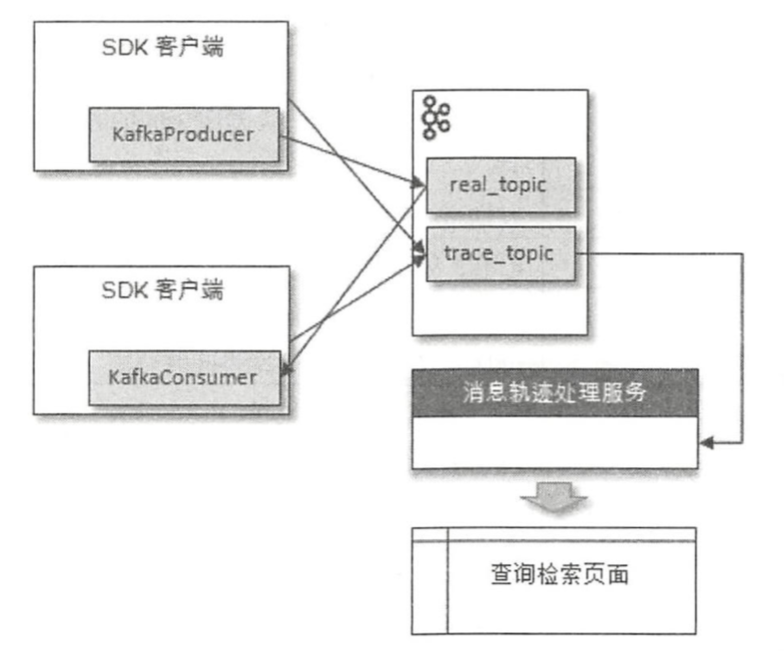 SDK 客户端
KafkaProducer
real_topic
trace_topic
SDK 客户端
KafkaConsumer
消息轨迹处理服务
查询检索页面